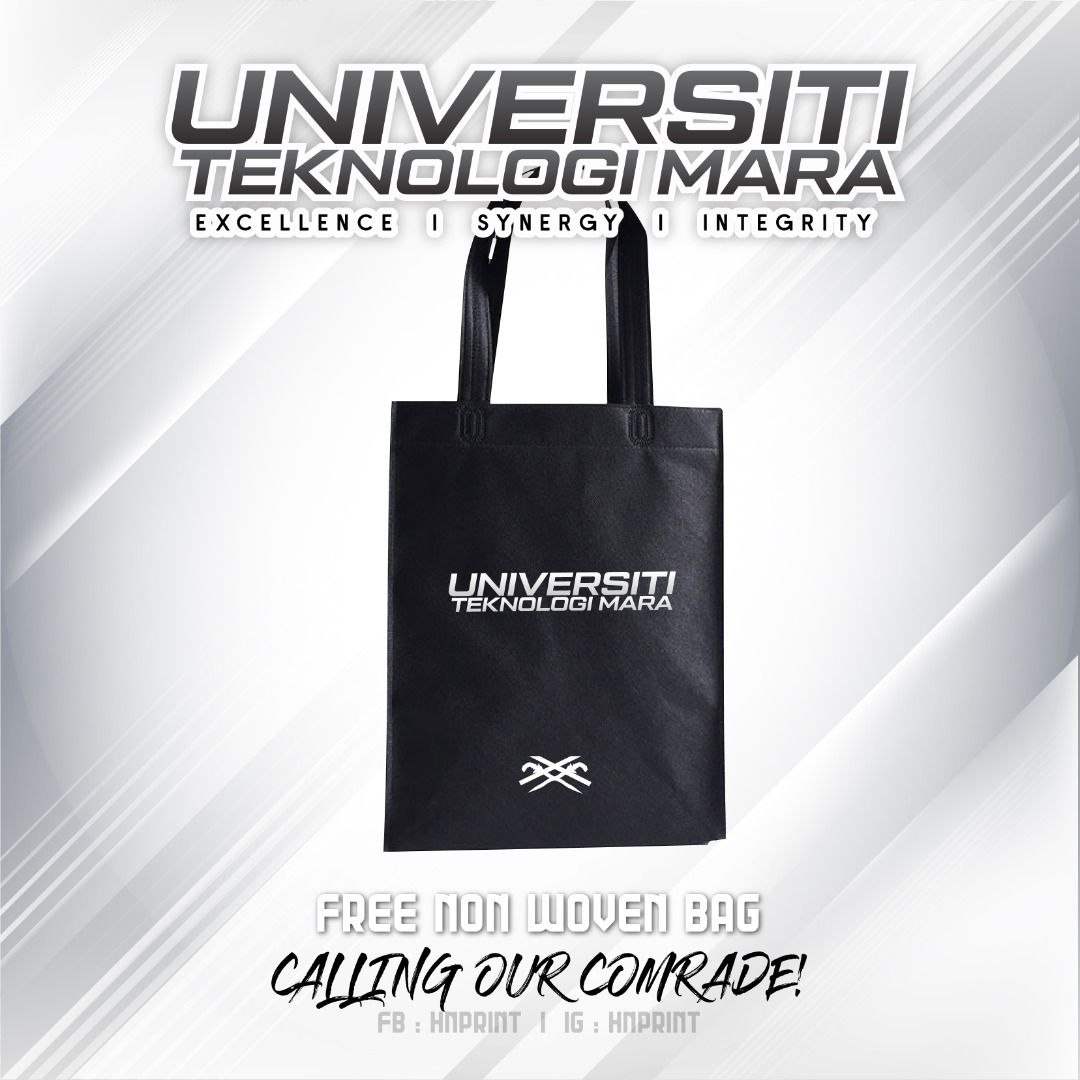 UNIVERSITI
TEKNOLOGI MARA
EXCELLENCE | SYNERGY | INTEGRITY
UNIVERSITI
TEKNOLOGI MARA
FREE NON WOVEN BAG
CALLING OUR COMRADE!
FB : HNPRINT | IG : HNPRINT